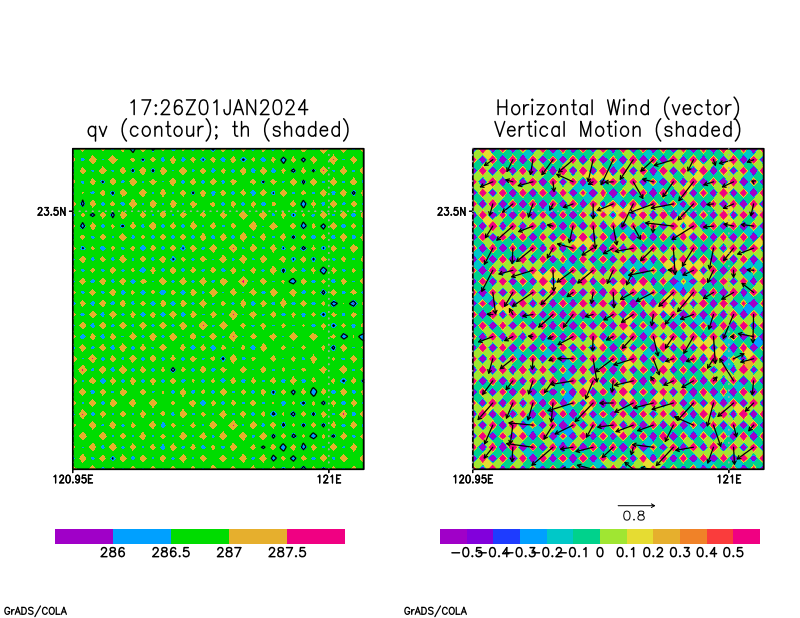 17:26Z01JAN2024
qv (contour); th (shaded)
23.5N
120.95E 121E
286 286.5 287 287.5
GrADS/COLA
Horizontal Wind (vector)
Vertical Motion (shaded)
23.5N
120.95E 121E
0.8
-0.5 -0.4 -0.3 -0.2 -0.1 0 0.1 0.2 0.3 0.4 0.5
GrADS/COLA